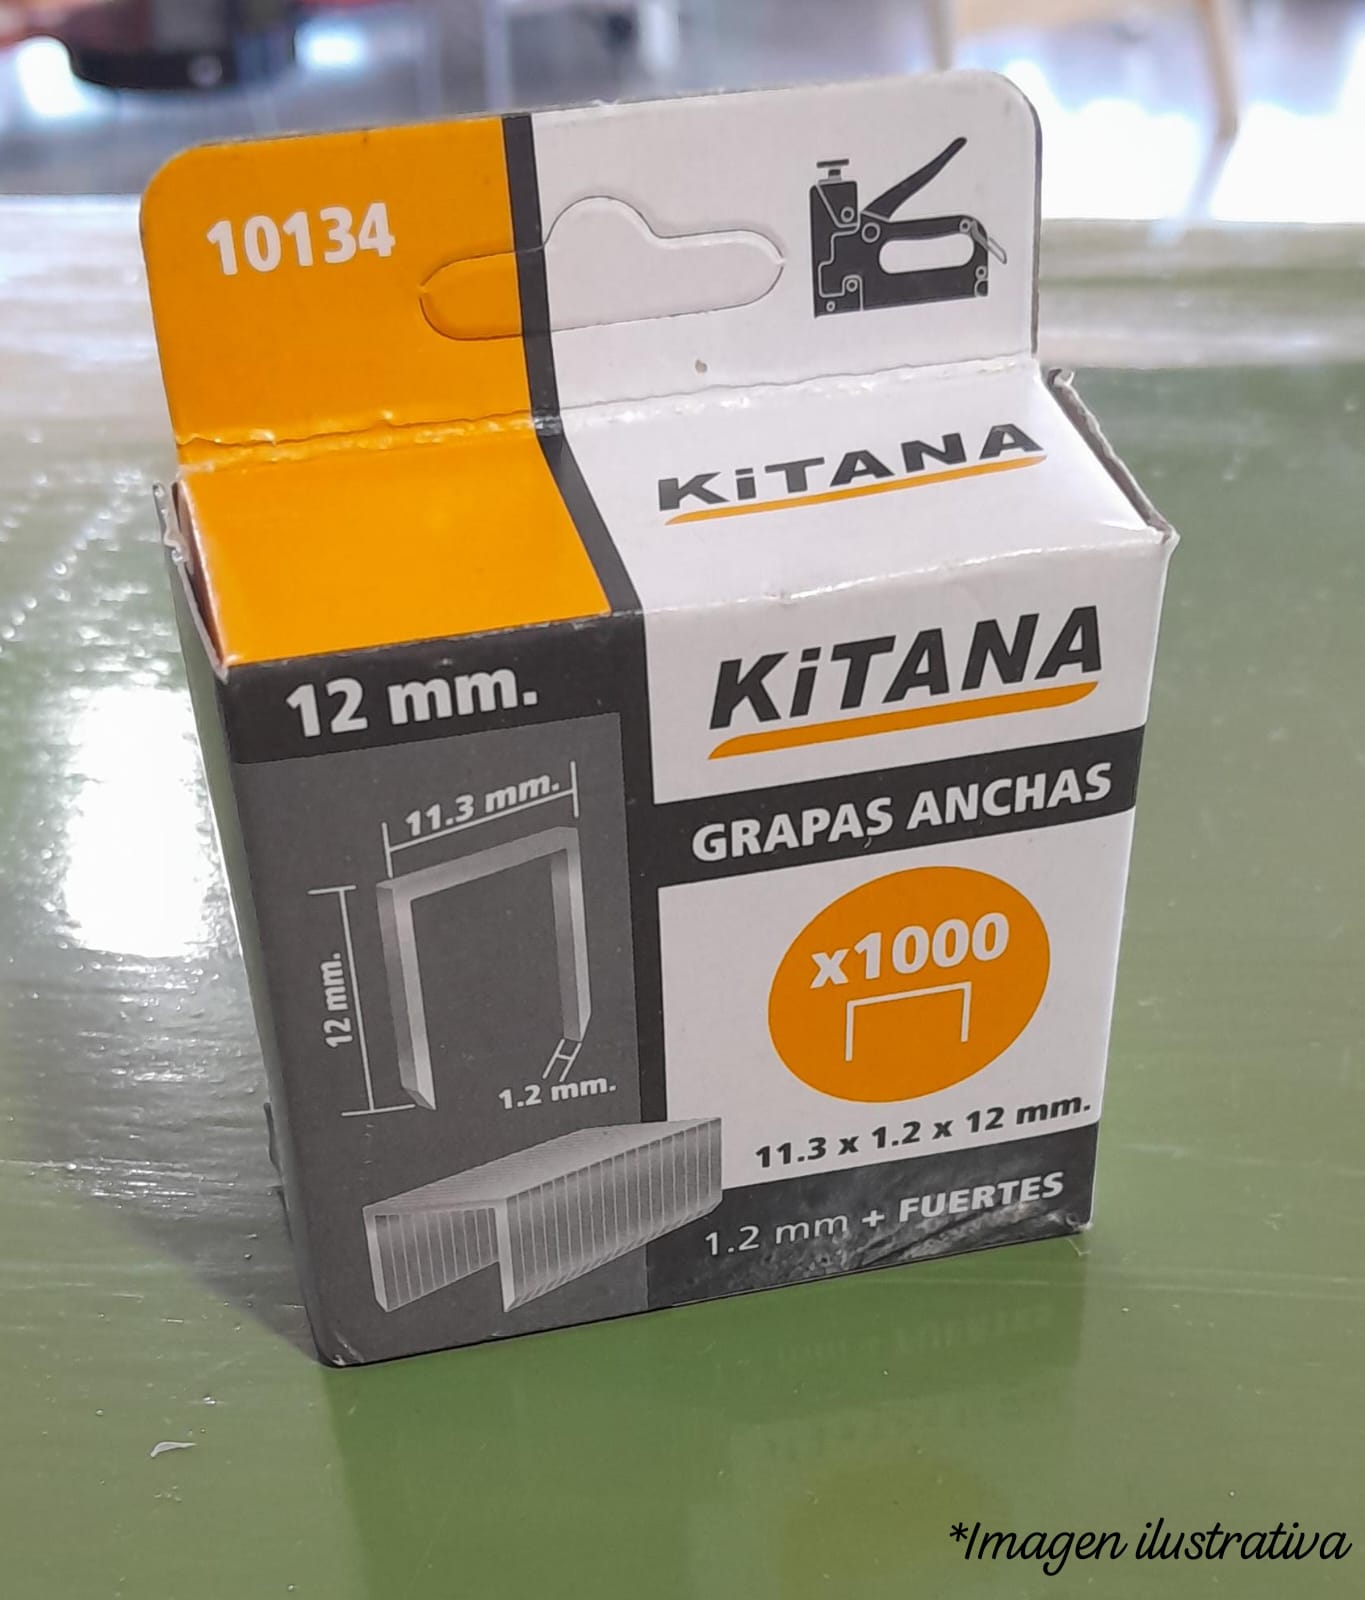 10134
KiTANA
KiTANA
12 mm.
GRAPAS ANCHAS
11.3 mm.
12 mm.
1.2 mm.
x1000
11.3 x 1.2 x 12 mm.
1.2 mm + FUERTES
*Imagen ilustrativa